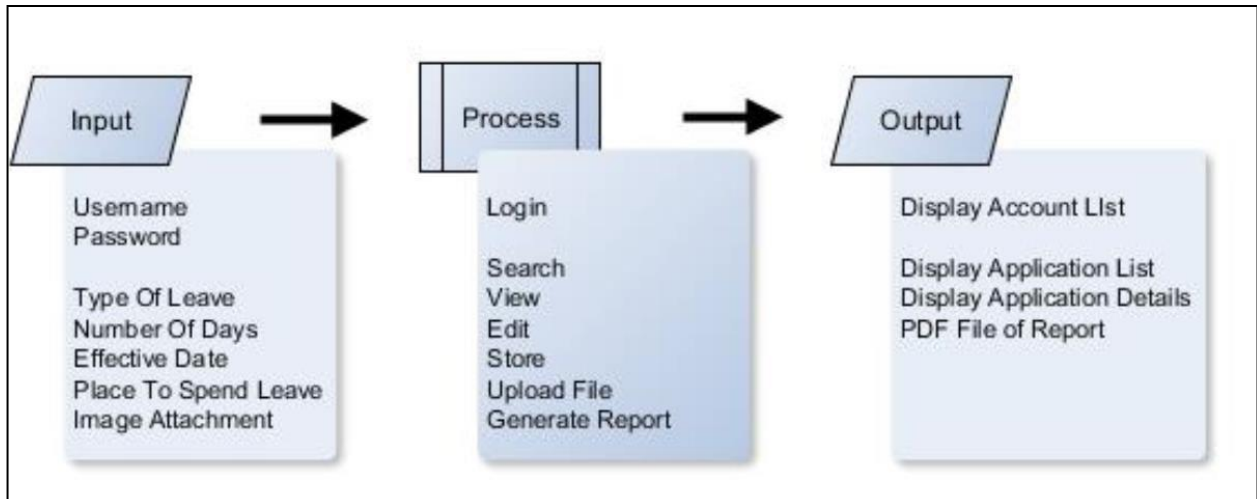 Input
Username
Password
Type Of Leave
Number Of Days
Effective Date
Place To Spend Leave
Image Attachment
Process
Login
Search
View
Edit
Store
Upload File
Generate Report
Output
Display Account LIst
Display Application List
Display Application Details
PDF File of Report